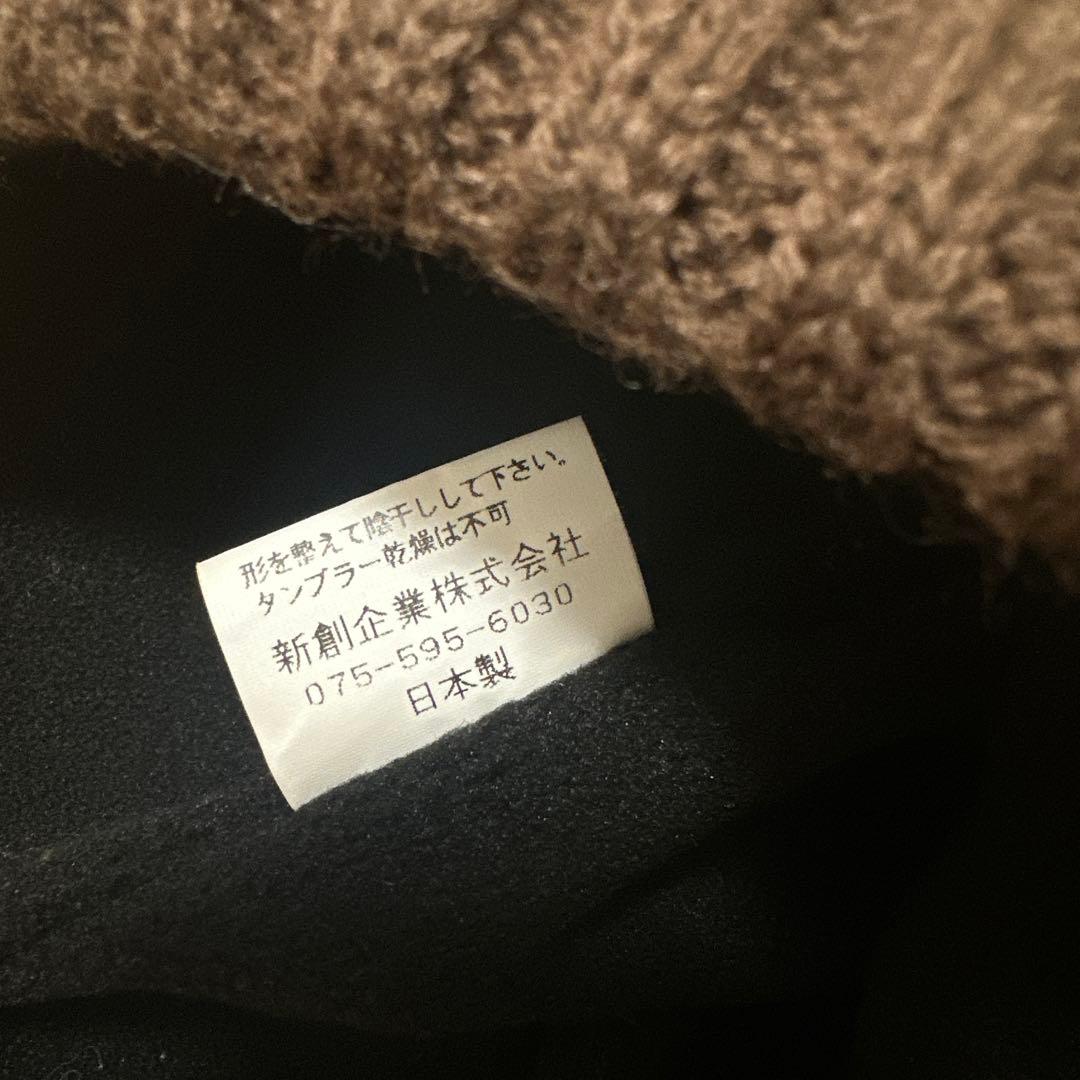 形を整えて陰干しして下さい。
タンブラー乾燥は不可
新創企業株式会社
075-595-6030
日本製